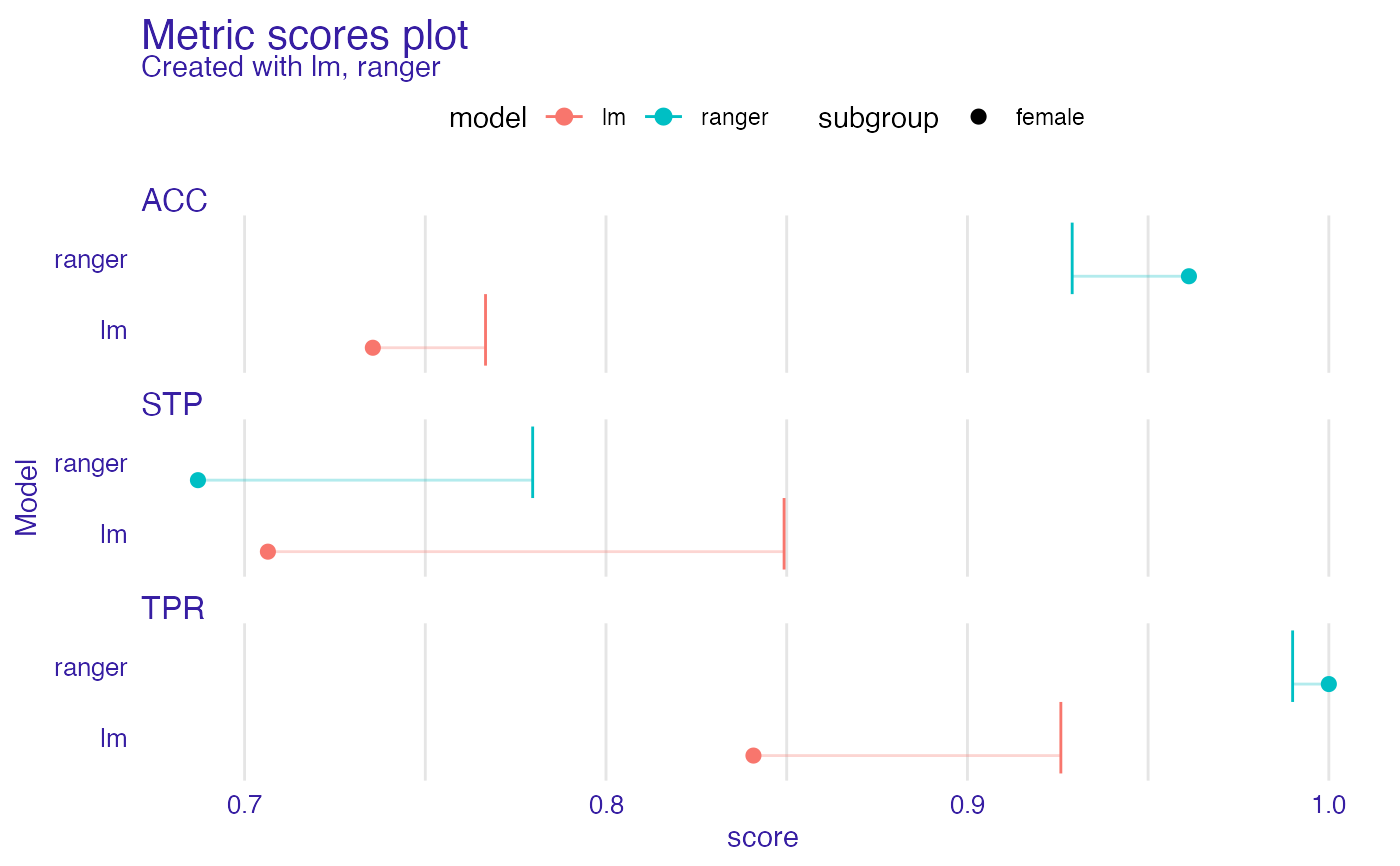 Metric scores plot
Created with lm, ranger
model lm ranger subgroup female
ACC
ranger
lm
STP
ranger
lm
Model
TPR
ranger
lm
0.7 0.8 0.9 1.0
score